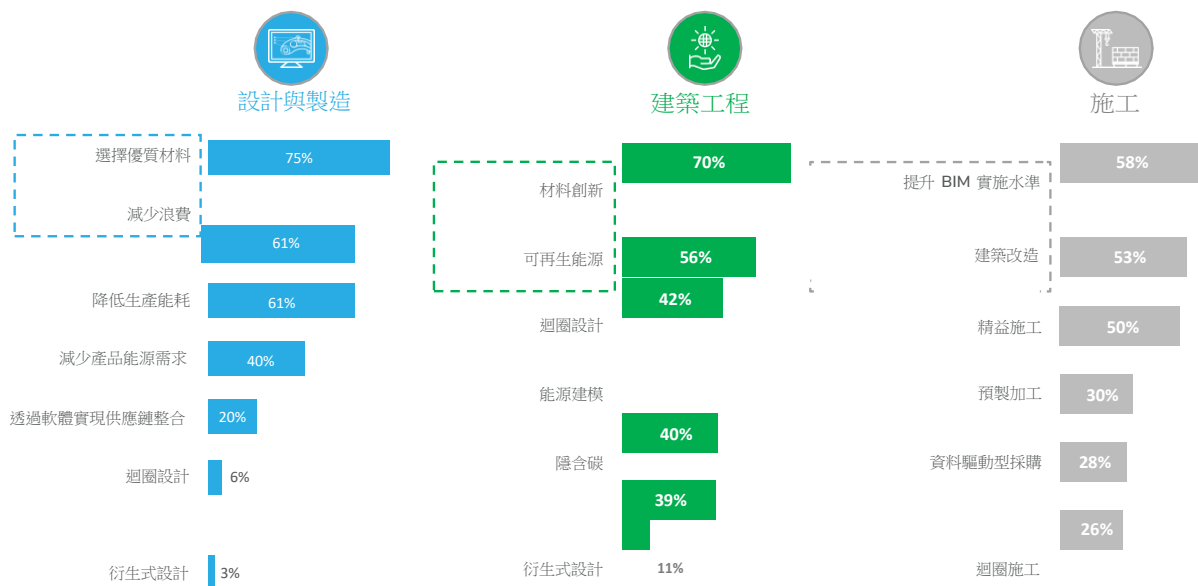 設計與製造
選擇優質材料
75%
減少浪費
61%
降低生產能耗
61%
減少產品能源需求
40%
透過軟體實現供應鏈整合
20%
迴圈設計
6%
衍生式設計
3%
建築工程
70%
材料創新
可再生能源
56%
42%
迴圈設計
能源建模
40%
隱含碳
39%
衍生式設計
11%
施工
58%
提升 BIM 實施水準
建築改造
53%
精益施工
50%
預製加工
30%
資料驅動型採購
28%
26%
迴圈施工